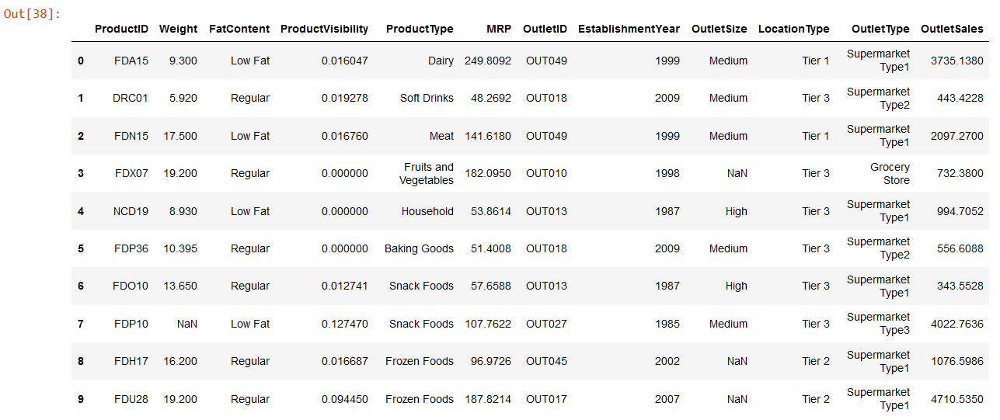 Out[38]:
ProductID Weight FatContent ProductVisibility ProductType MRP OutletID EstablishmentYear OutletSize LocationType OutletType OutletSales
0 FDA15 9.300 Low Fat 0.016047 Dairy 249.8092 OUT049 1999 Medium Tier 1 Supermarket Type1 3735.1380
1 DRC01 5.920 Regular 0.019278 Soft Drinks 48.2692 OUT018 2009 Medium Tier 3 Supermarket Type2 443.4228
2 FDN15 17.500 Low Fat 0.016760 Meat 141.6180 OUT049 1999 Medium Tier 1 Supermarket Type1 2097.2700
3 FDX07 19.200 Regular 0.000000 Fruits and Vegetables 182.0950 OUT010 1998 NaN Tier 3 Grocery Store 732.3800
4 NCD19 8.930 Low Fat 0.000000 Household 53.8614 OUT013 1987 High Tier 3 Supermarket Type1 994.7052
5 FDP36 10.395 Regular 0.000000 Baking Goods 51.4008 OUT018 2009 Medium Tier 3 Supermarket Type2 556.6088
6 FDO10 13.650 Regular 0.012741 Snack Foods 57.6588 OUT013 1987 High Tier 3 Supermarket Type1 343.5528
7 FDP10 NaN Low Fat 0.127470 Snack Foods 107.7622 OUT027 1985 Medium Tier 3 Supermarket Type3 4022.7636
8 FDH17 16.200 Regular 0.016687 Frozen Foods 96.9726 OUT045 2002 NaN Tier 2 Supermarket Type1 1076.5986
9 FDU28 19.200 Regular 0.094450 Frozen Foods 187.8214 OUT017 2007 NaN Tier 2 Supermarket Type1 4710.5350